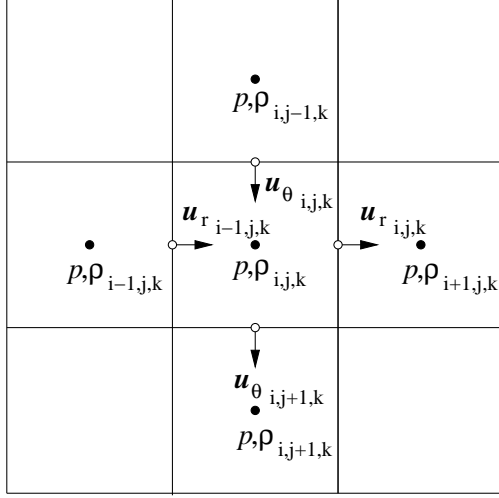 p,ρ i,j−1,k
u θ i,j,k
u r i−1,j,k
u r i,j,k
p,ρ i−1,j,k
p,ρ i,j,k
p,ρ i+1,j,k
u θ i,j+1,k
p,ρ i,j+1,k